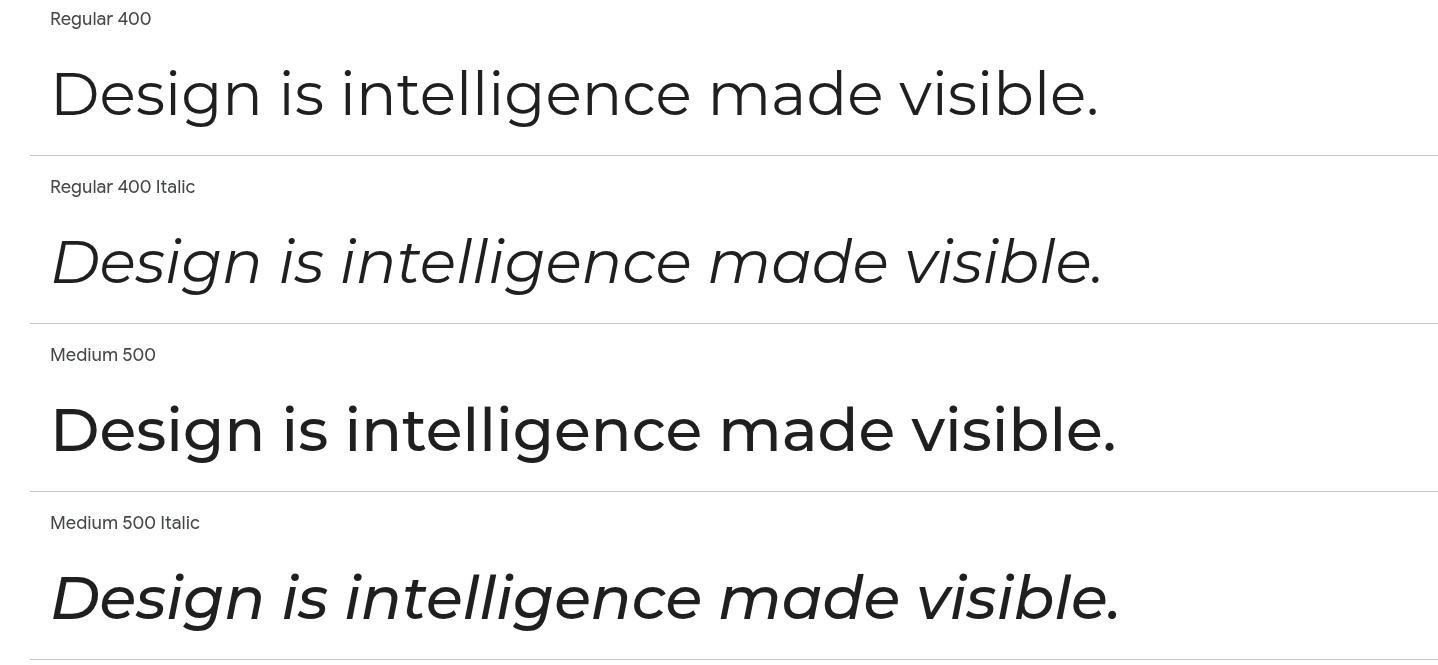 Regular 400
Design is intelligence made visible.
Regular 400 Italic
Design is intelligence made visible.
Medium 500
Design is intelligence made visible.
Medium 500 Italic
Design is intelligence made visible.